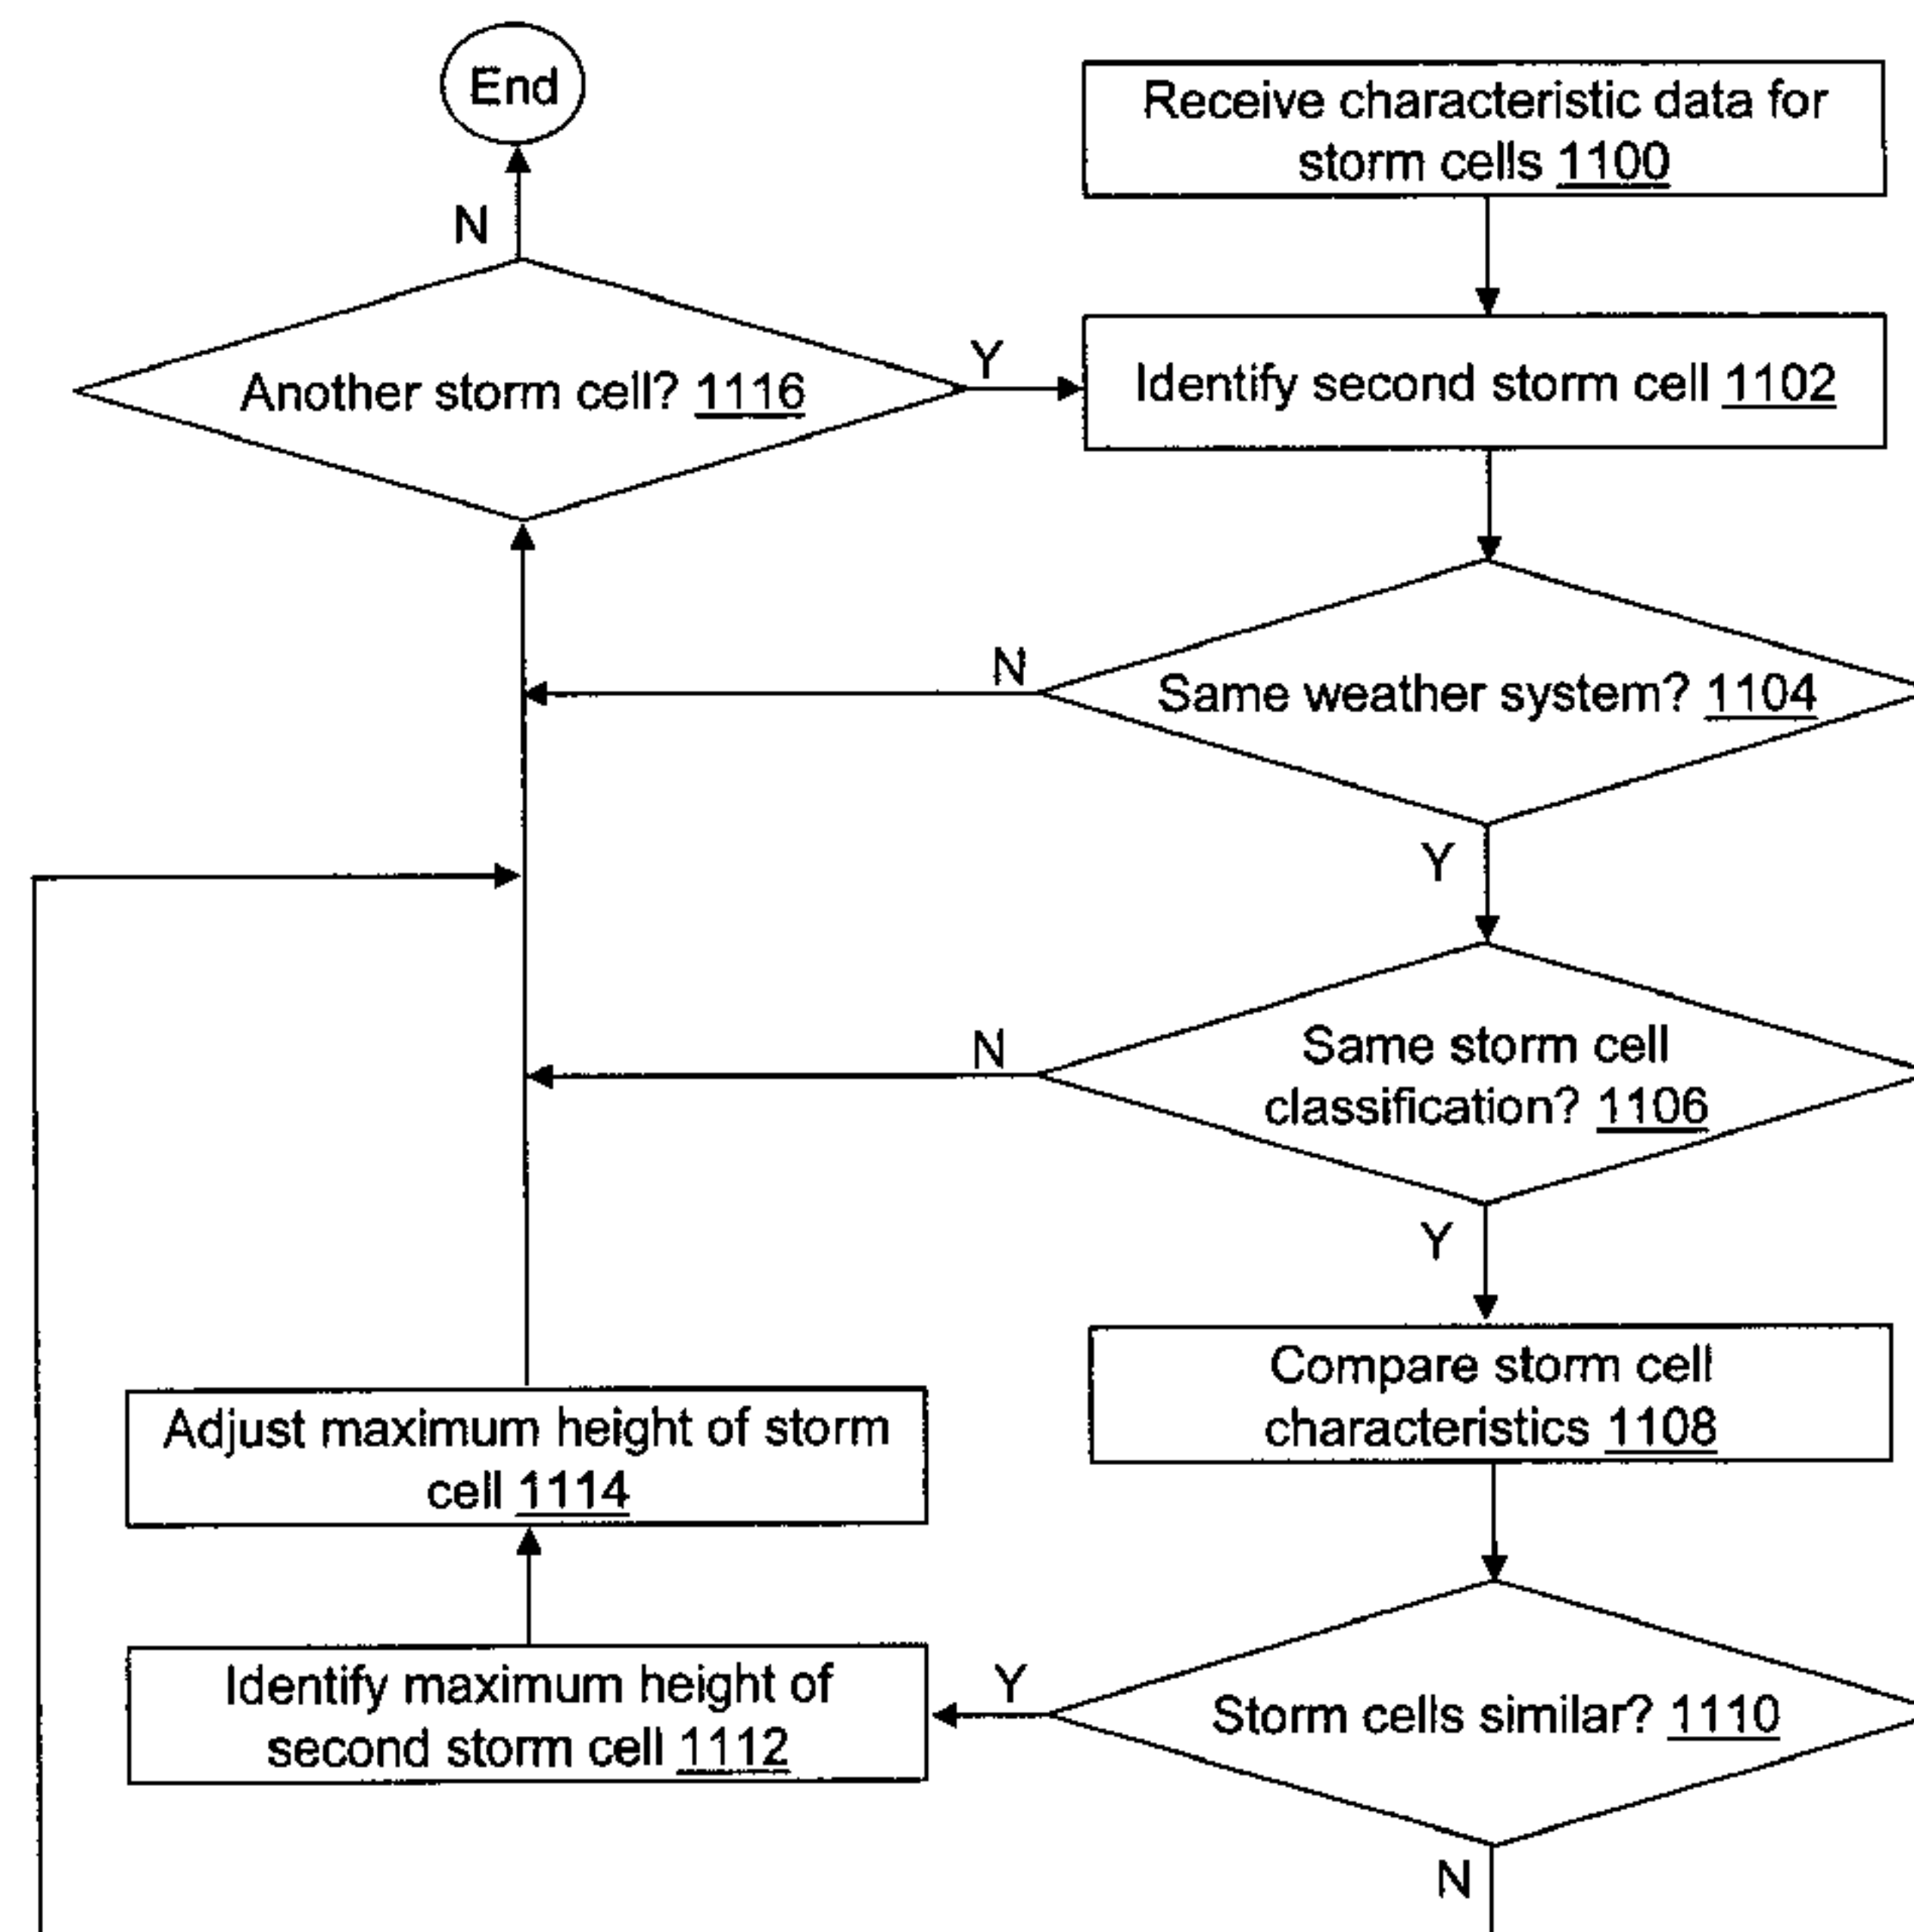 End
Receive characteristic data for
storm cells 1100
N
Another storm cell? 1116
Y
Identify second storm cell 1102
N
Same weather system? 1104
Y
N
Same storm cell
classification? 1106
Y
Compare storm cell
characteristics 1108
Adjust maximum height of storm
cell 1114
Identify maximum height of
second storm cell 1112
Y
Storm cells similar? 1110
N